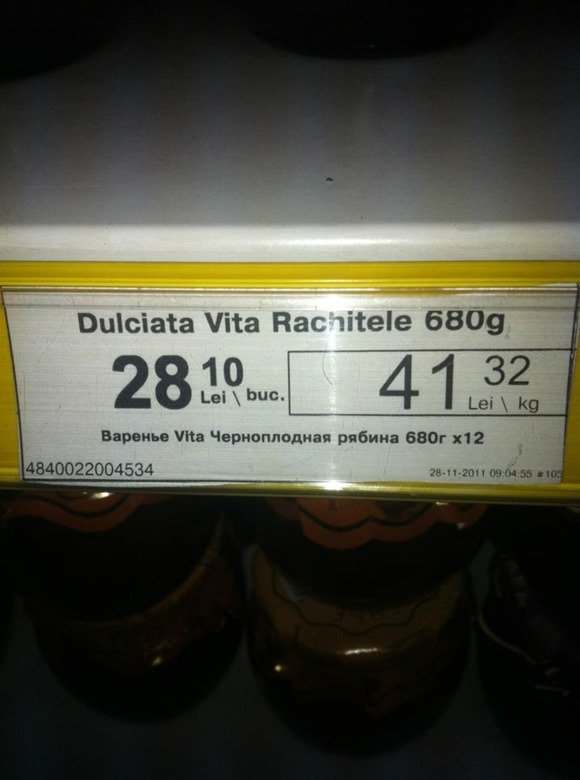 Dulciata Vita Rachitele 680g
28 10 Lei \ buc.
41 32 Lei \ kg
Варенье Vita Черноплодная рябина 680г x12
4840022004534
28-11-2011 09:04:55 #105